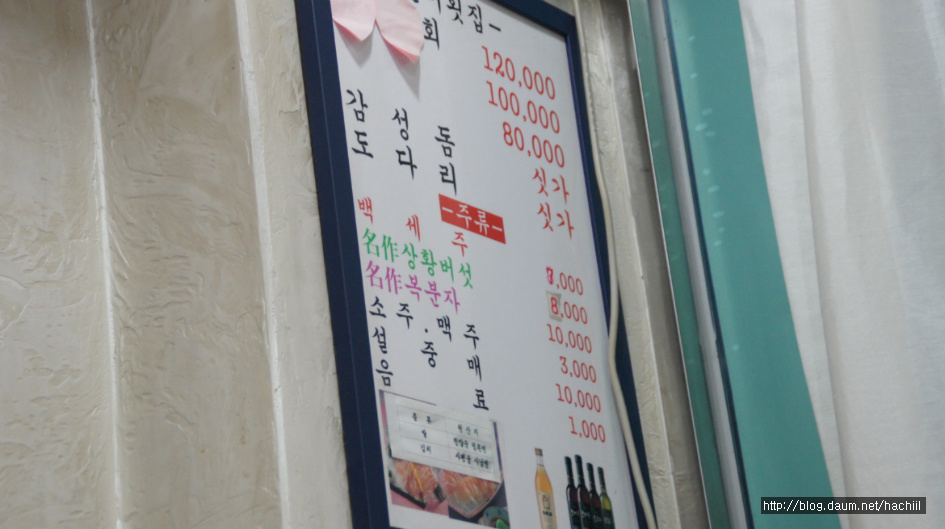 횟집-
회
120,000
100,000
80,000
감성돔 싯가
도다리 싯가
-주류-
백세주 7,000
名作상황버섯 8,000
名作복분자 10,000
소주·맥주 3,000
설중매 10,000
음료 1,000
http://blog.daum.net/hachiil